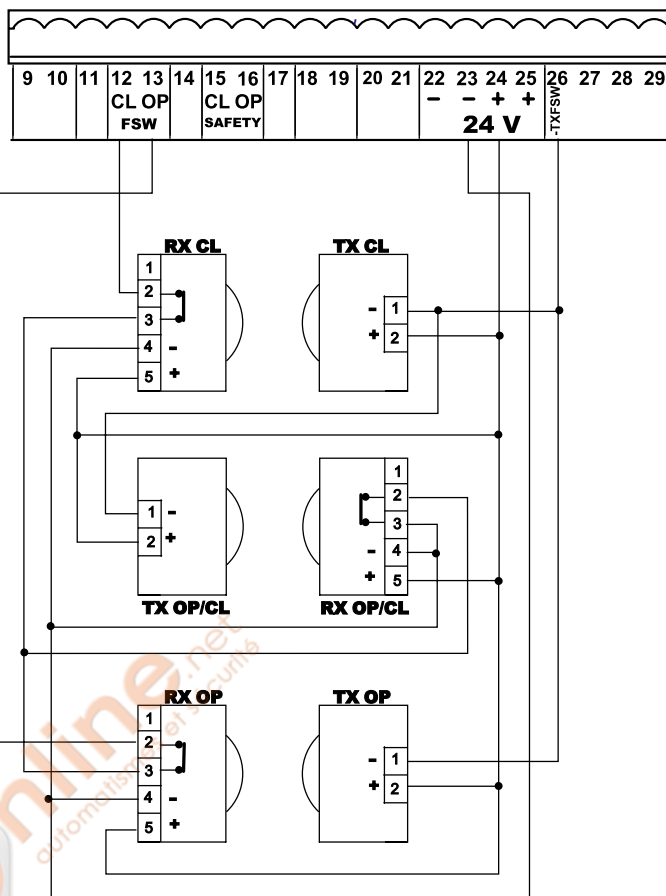 9 10 11 12 13 14 15 16 17 18 19 20 21 22 23 24 25 26 27 28 29
CL OP CL OP - - + + -TXFSW
FSW SAFETY 24 V
RX CL TX CL
1
2
3
4 -
5 +
- 1
+ 2
1 -
2 +
1
2
3
- 4
+ 5
TX OP/CL RX OP/CL
RX OP TX OP
1
2
3
4 -
5 +
- 1
+ 2
nline.net
automatismes et sécurité